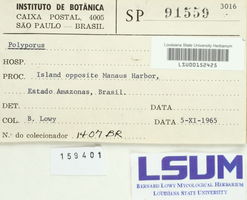 INSTITUTO DE BOTÂNICA
CAIXA POSTAL, 4005
SÃO PAULO — BRASIL
SP 91559
3016
Polyporus
Louisiana State University Herbarium
LSU00152425
HOSP.
PROC. Island opposite Manaus Harbor,
Estado Amazonas, Brasil.
DET. DATA
COL. B, Lowy DATA 5-XI-1965
N.º do colecionador 1407 BR
159401
LSUM
BERNARD LOWY MYCOLOGICAL HERBARIUM
LOUISIANA STATE UNIVERSITY